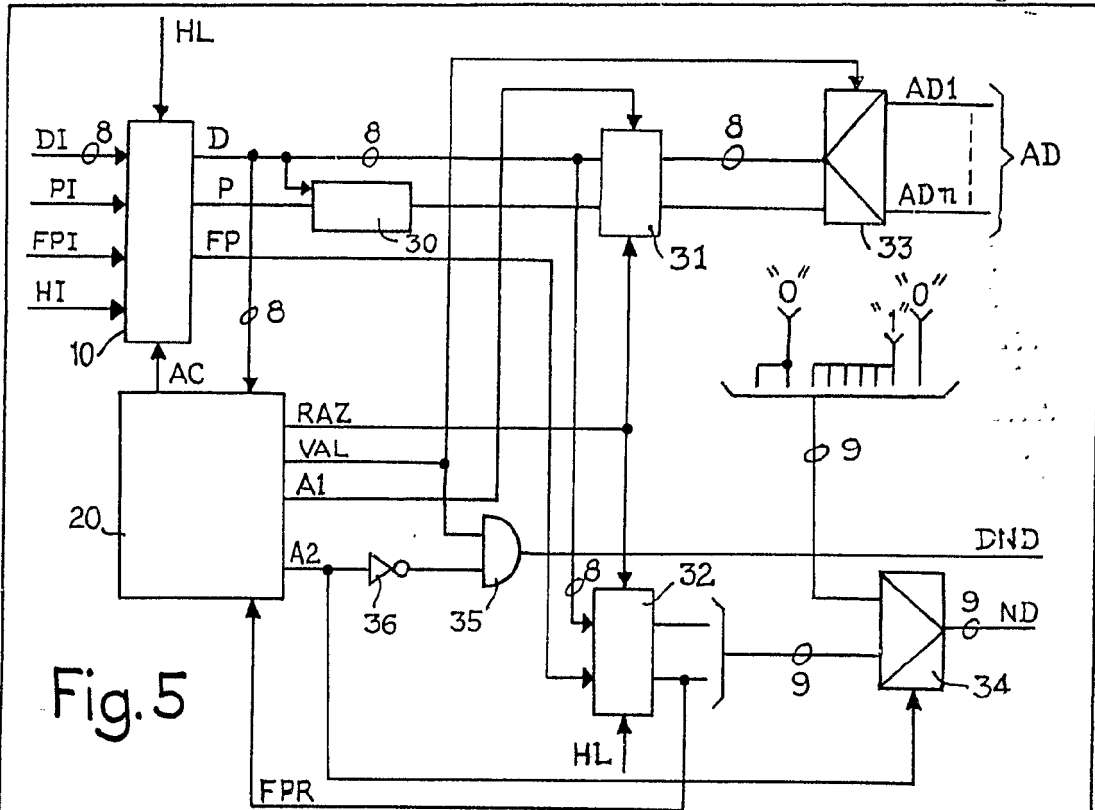 HL
DI
8
D
8
8
AD1
AD
PI
P
ADn
FPI
FP
30
31
33
HI
8
"0"
"1"
"0"
10
AC
RAZ
VAL
9
A1
20
A2
DND
36
35
8
32
9
ND
9
34
Fig. 5
HL
FPR